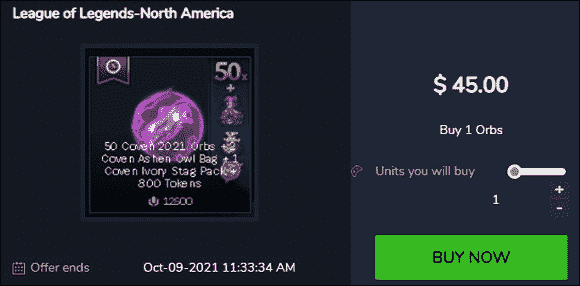 League of Legends-North America
50x
+
50 Coven 2021 Orbs + 2
Coven Ashen Owl Bag + 1
Coven Ivory Stag Pack +
300 Tokens
12500
Offer ends
Oct-09-2021 11:33:34 AM
$ 45.00
Buy 1 Orbs
Units you will buy
1
+
-
BUY NOW